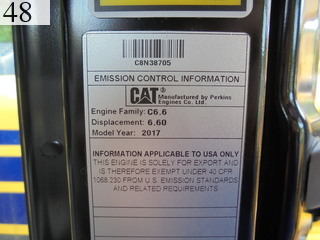 48
C8N38705
EMISSION CONTROL INFORMATION
CAT® Manufactured by Perkins
Engines Co. Ltd.
Engine Family: C6.6
Displacement: 6.60
Model Year: 2017
INFORMATION APPLICABLE TO USA ONLY
THIS ENGINE IS SOLELY FOR EXPORT AND
IS THEREFORE EXEMPT UNDER 40 CFR
1068.230 FROM U.S. EMISSION STANDARDS
AND RELATED REQUIREMENTS